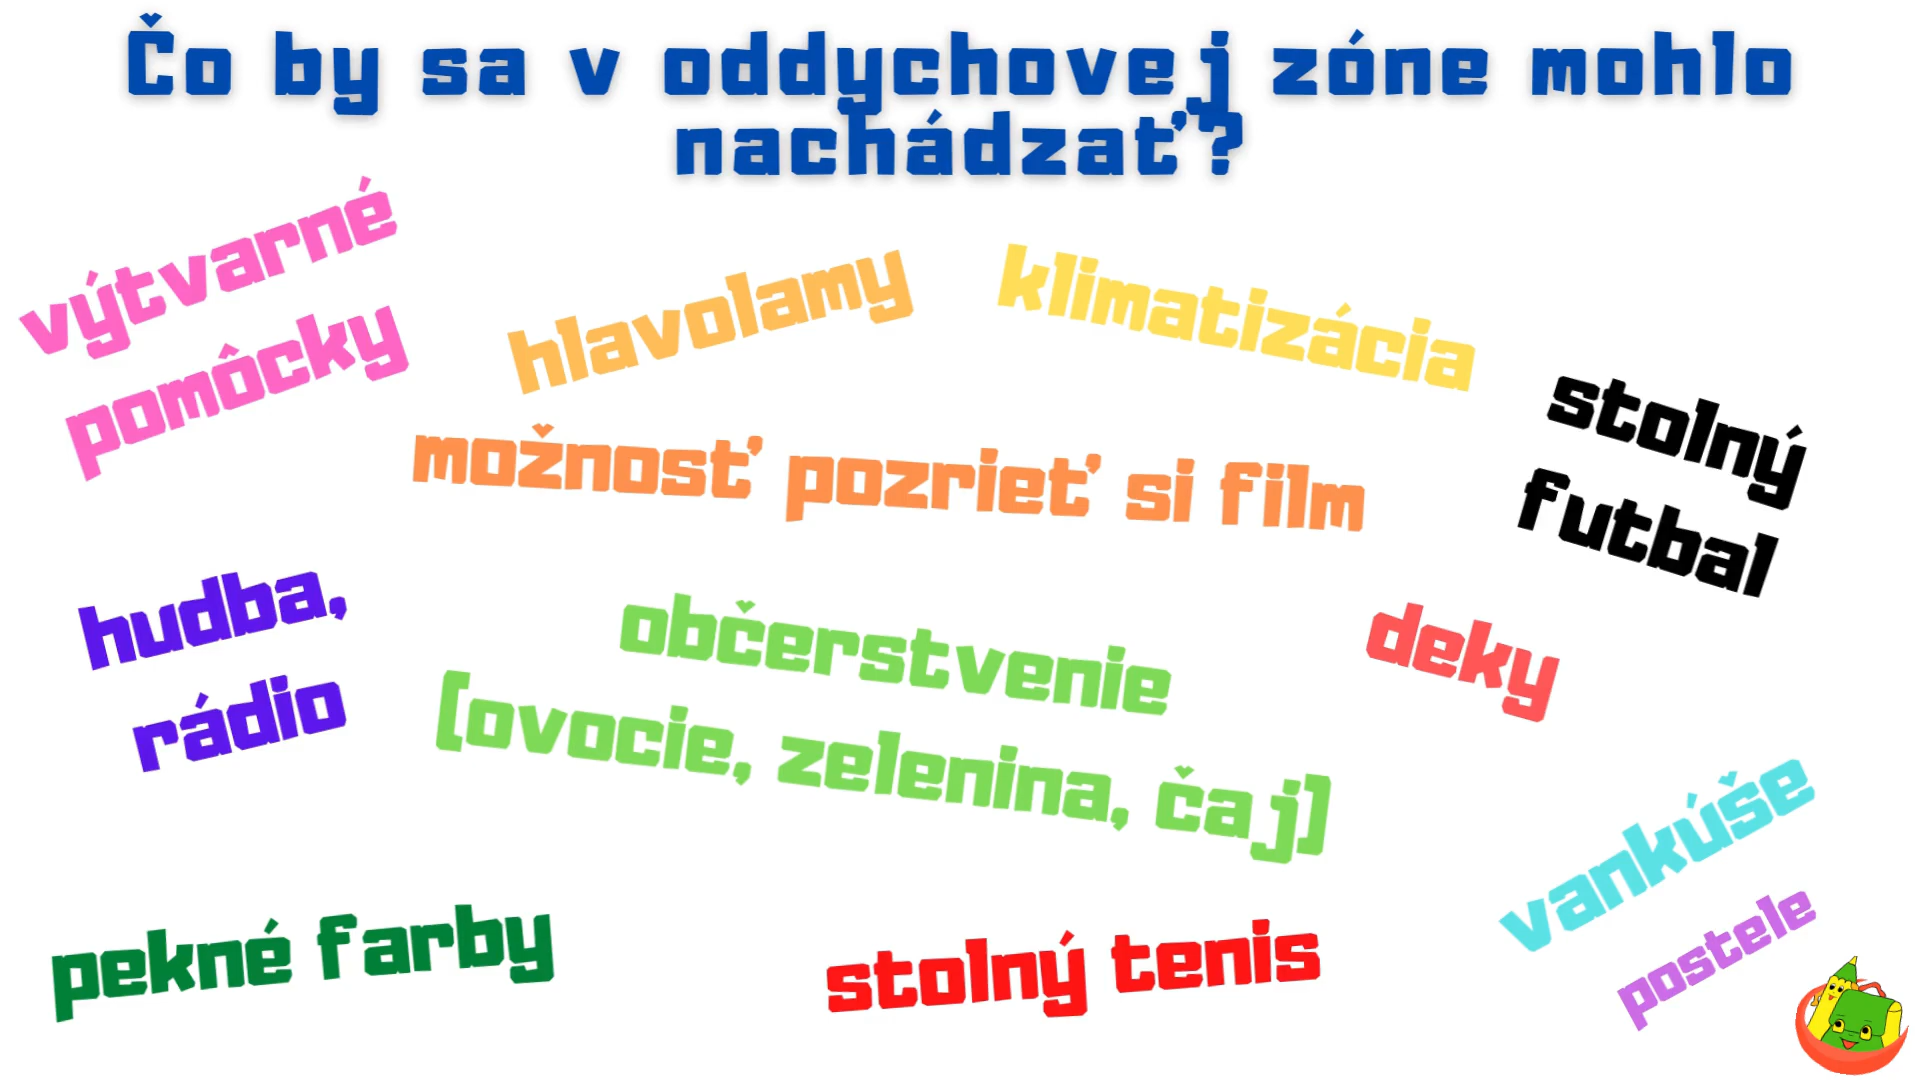 Čo by sa v oddychovej zóne mohlo
nachádzať?
výtvarné
pomôcky
hlavolamy
klimatizácia
stolný
futbal
možnosť pozrieť si film
hudba,
rádio
občerstvenie
(ovocie, zelenina, čaj)
deky
vankúše
postele
pekné farby
stolný tenis